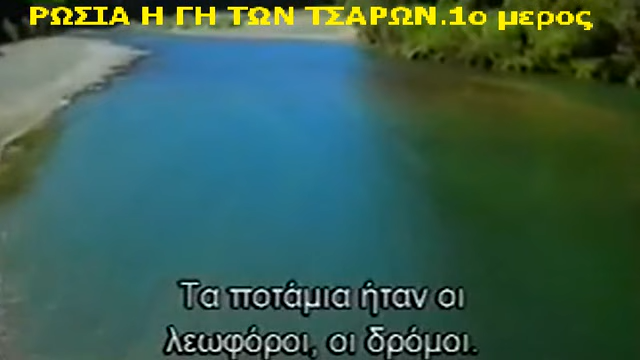 ΡΩΣΙΑ Η ΓΗ ΤΩΝ ΤΣΑΡΩΝ.1ο μερος
Τα ποτάμια ήταν οι
λεωφόροι, οι δρόμοι.